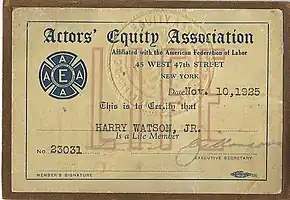 Actors' Equity Association
Affiliated with the American Federation of Labor
45 WEST 47th STREET
NEW YORK
A A E A A
LIFE
Date Nov. 10,1925
This is to Certify that
HARRY WATSON, JR.
Is a Life Member
No. 23031
EXECUTIVE SECRETARY
MEMBER'S SIGNATURE